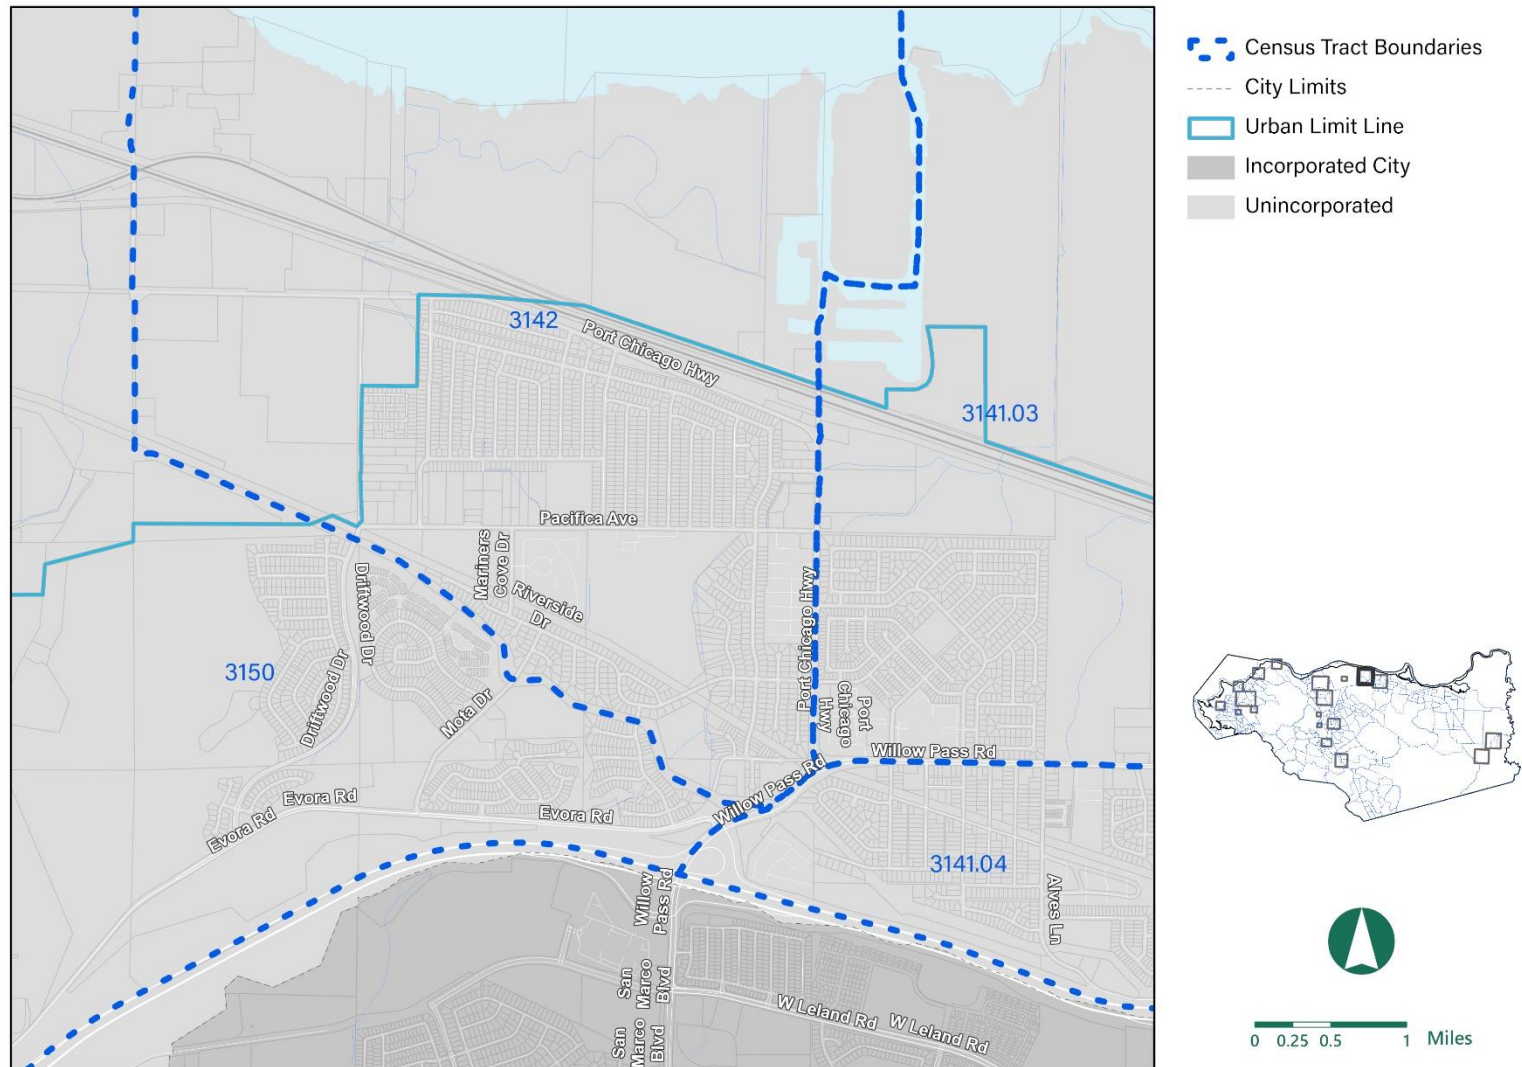 Census Tract Boundaries
City Limits
Urban Limit Line
Incorporated City
Unincorporated
3142
Port Chicago Hwy
3141.03
Pacifica Ave
Mariners
Cove Dr
Riverside
Dr
Driftwood Dr
Port Chicago Hwy
3150
Driftwood Dr
Mota Dr
Port
Chicago
Hwy
Willow Pass Rd
Willow Pass Rd
Evora Rd
Evora Rd
Evora Rd
3141.04
Willow
Pass Rd
Alves Ln
San
Marco
Blvd
W Leland Rd
W Leland Rd
San
Marco
Blvd
0 0.25 0.5 1 Miles